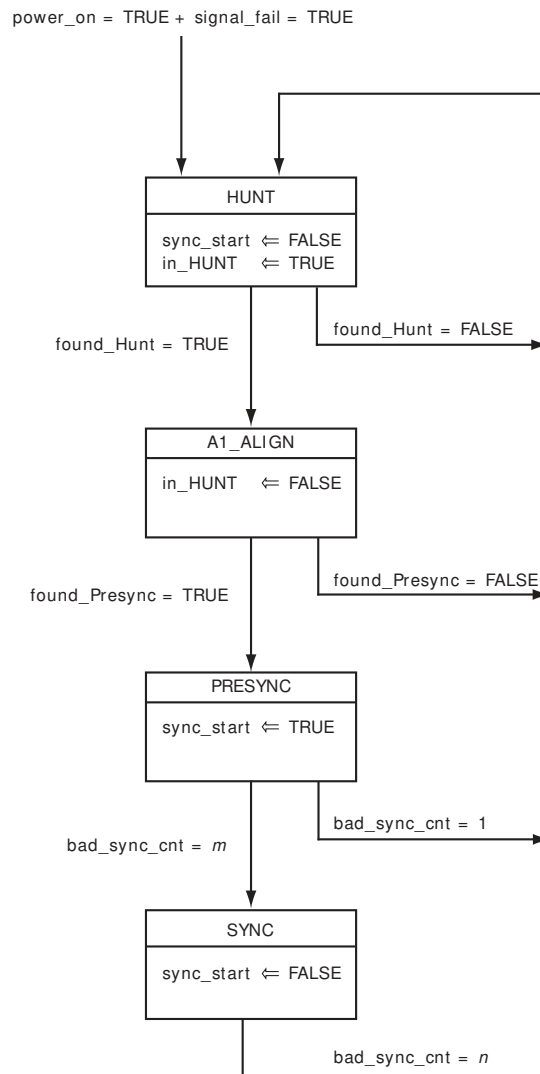 power_on = TRUE + signal_fail = TRUE
HUNT
sync_start ⇐ FALSE
in_HUNT ⇐ TRUE
found_Hunt = TRUE
found_Hunt = FALSE
A1_ALIGN
in_HUNT ⇐ FALSE
found_Presync = TRUE
found_Presync = FALSE
PRESYNC
sync_start ⇐ TRUE
bad_sync_cnt = m
bad_sync_cnt = 1
SYNC
sync_start ⇐ FALSE
bad_sync_cnt = n